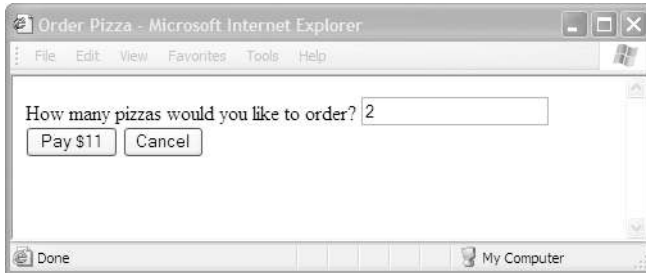 Order Pizza - Microsoft Internet Explorer
File Edit View Favorites Tools Help
How many pizzas would you like to order? 2
Pay $11 Cancel
Done My Computer